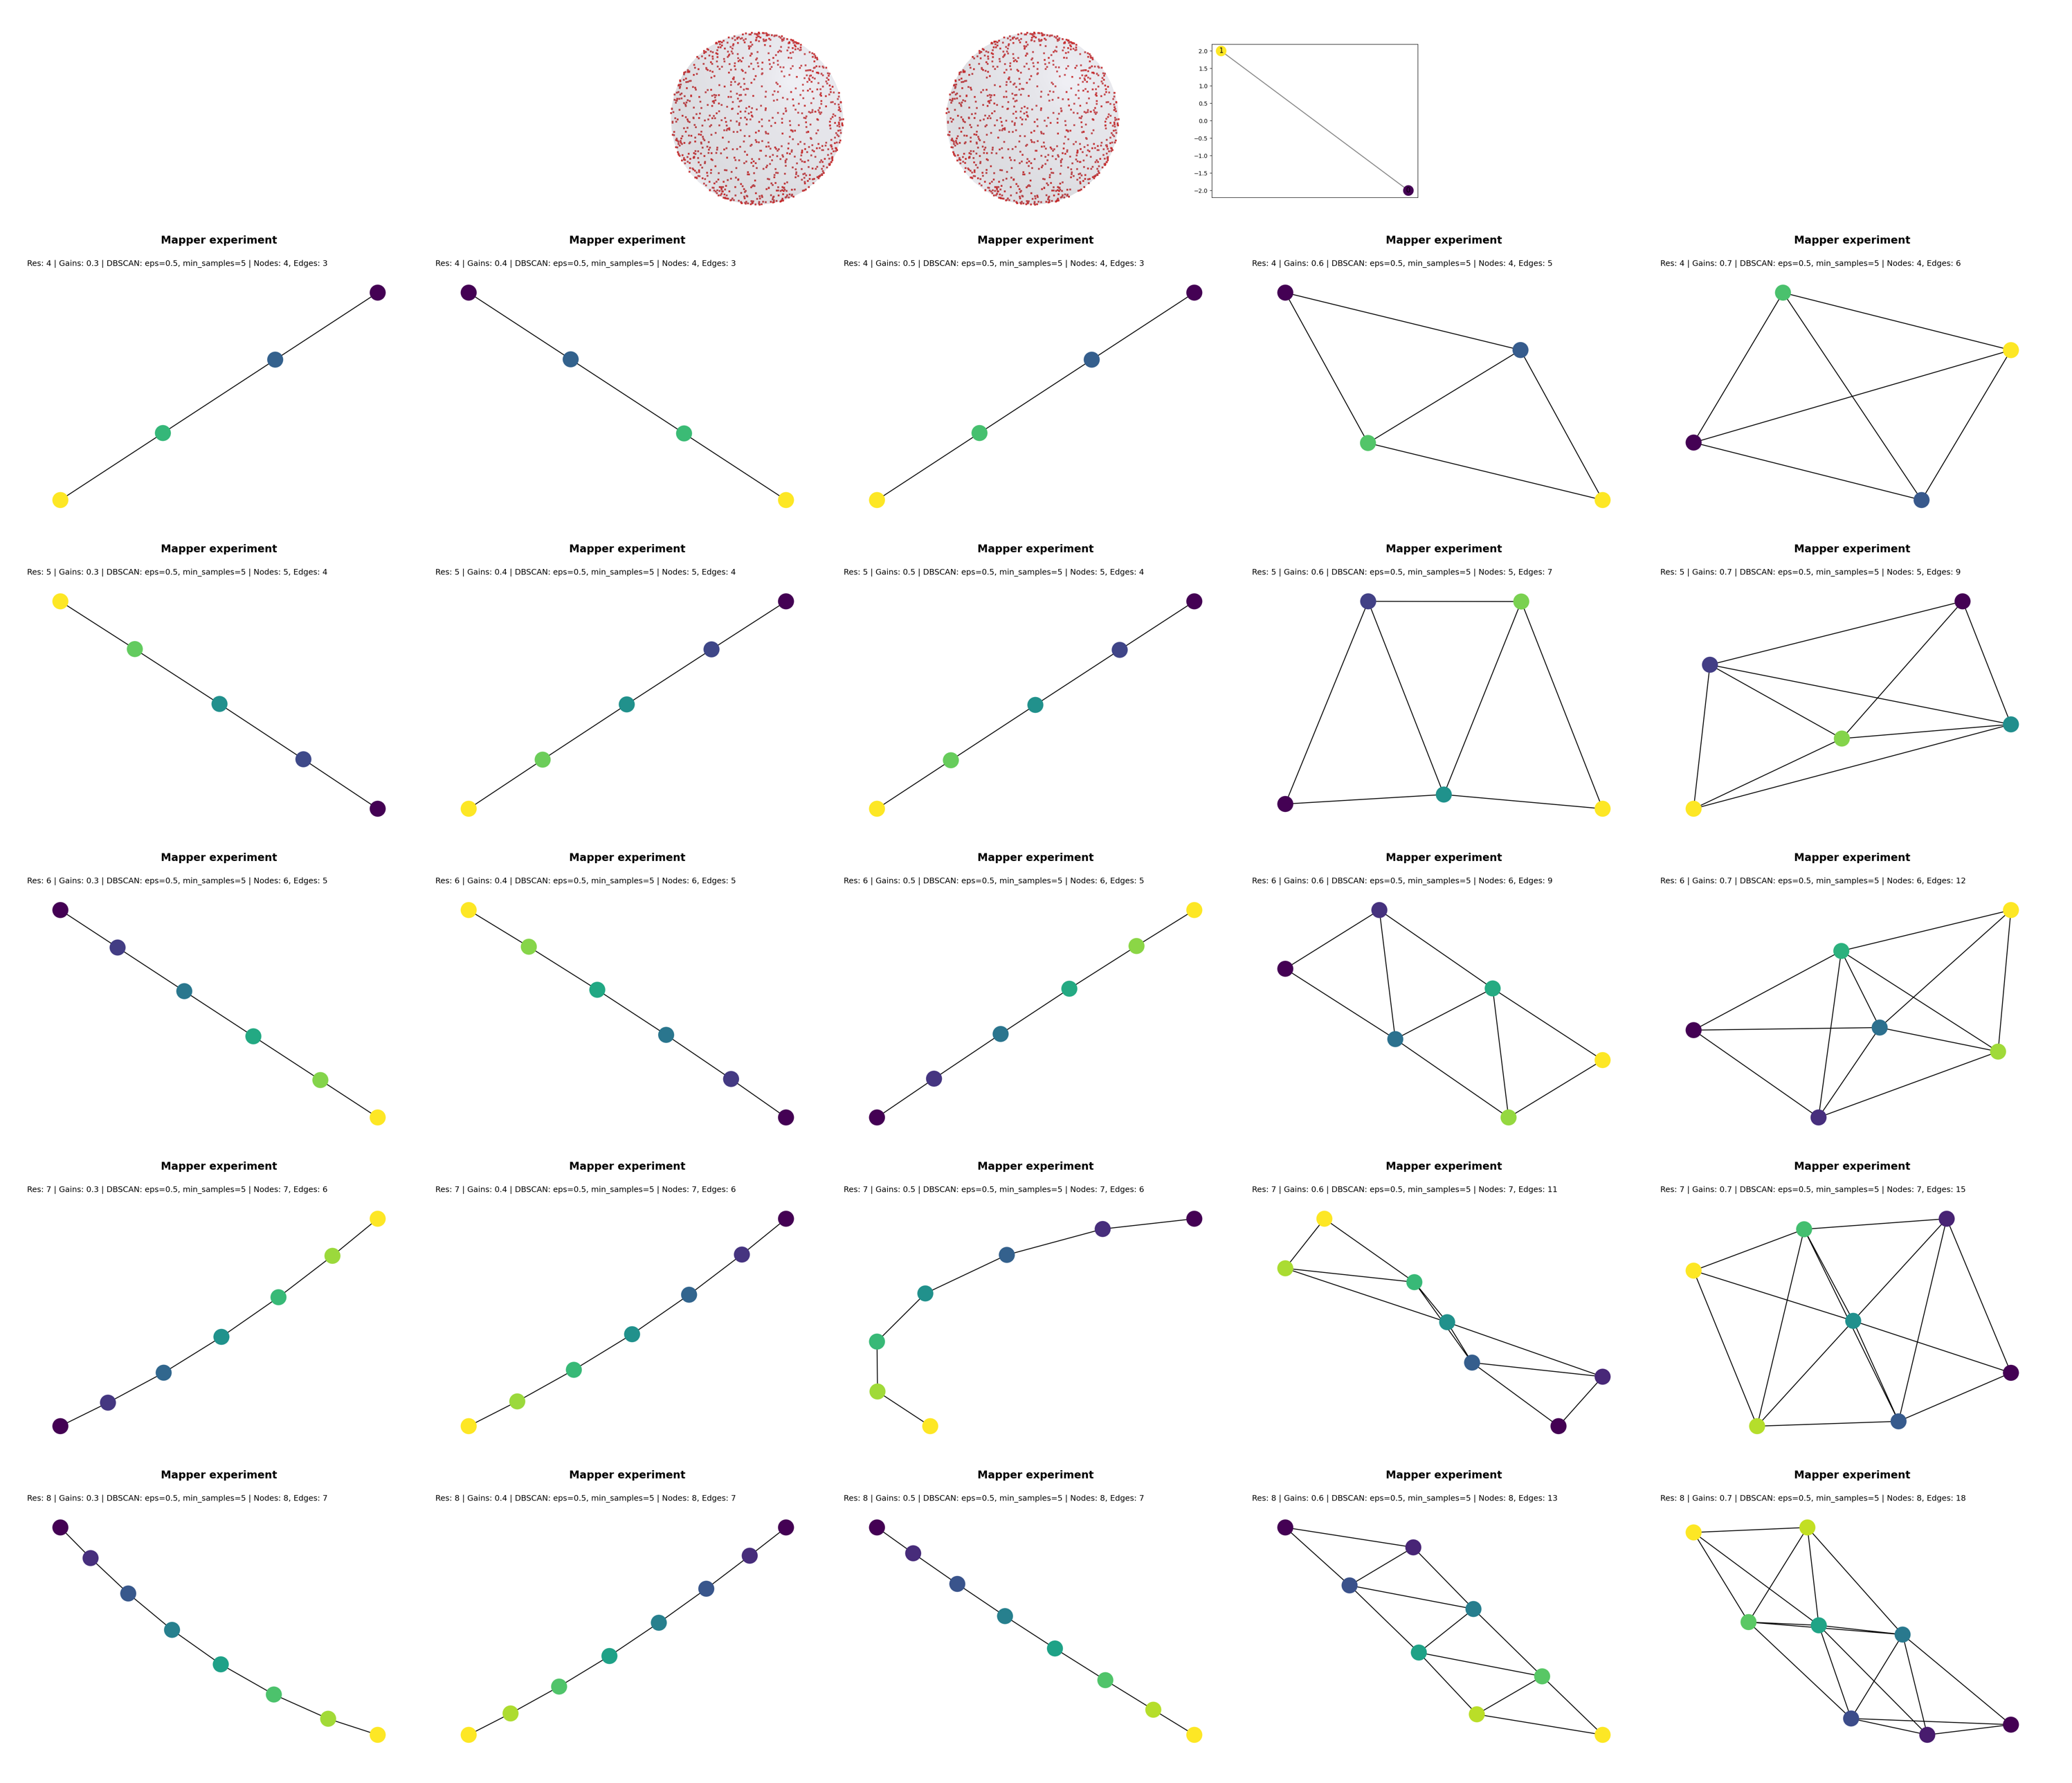 1
2.0
1.5
1.0
0.5
0.0
−0.5
−1.0
−1.5
−2.0
Mapper experiment
Res: 4 | Gains: 0.3 | DBSCAN: eps=0.5, min_samples=5 | Nodes: 4, Edges: 3
Mapper experiment
Res: 4 | Gains: 0.4 | DBSCAN: eps=0.5, min_samples=5 | Nodes: 4, Edges: 3
Mapper experiment
Res: 4 | Gains: 0.5 | DBSCAN: eps=0.5, min_samples=5 | Nodes: 4, Edges: 3
Mapper experiment
Res: 4 | Gains: 0.6 | DBSCAN: eps=0.5, min_samples=5 | Nodes: 4, Edges: 5
Mapper experiment
Res: 4 | Gains: 0.7 | DBSCAN: eps=0.5, min_samples=5 | Nodes: 4, Edges: 6
Mapper experiment
Res: 5 | Gains: 0.3 | DBSCAN: eps=0.5, min_samples=5 | Nodes: 5, Edges: 4
Mapper experiment
Res: 5 | Gains: 0.4 | DBSCAN: eps=0.5, min_samples=5 | Nodes: 5, Edges: 4
Mapper experiment
Res: 5 | Gains: 0.5 | DBSCAN: eps=0.5, min_samples=5 | Nodes: 5, Edges: 4
Mapper experiment
Res: 5 | Gains: 0.6 | DBSCAN: eps=0.5, min_samples=5 | Nodes: 5, Edges: 7
Mapper experiment
Res: 5 | Gains: 0.7 | DBSCAN: eps=0.5, min_samples=5 | Nodes: 5, Edges: 9
Mapper experiment
Res: 6 | Gains: 0.3 | DBSCAN: eps=0.5, min_samples=5 | Nodes: 6, Edges: 5
Mapper experiment
Res: 6 | Gains: 0.4 | DBSCAN: eps=0.5, min_samples=5 | Nodes: 6, Edges: 5
Mapper experiment
Res: 6 | Gains: 0.5 | DBSCAN: eps=0.5, min_samples=5 | Nodes: 6, Edges: 5
Mapper experiment
Res: 6 | Gains: 0.6 | DBSCAN: eps=0.5, min_samples=5 | Nodes: 6, Edges: 9
Mapper experiment
Res: 6 | Gains: 0.7 | DBSCAN: eps=0.5, min_samples=5 | Nodes: 6, Edges: 12
Mapper experiment
Res: 7 | Gains: 0.3 | DBSCAN: eps=0.5, min_samples=5 | Nodes: 7, Edges: 6
Mapper experiment
Res: 7 | Gains: 0.4 | DBSCAN: eps=0.5, min_samples=5 | Nodes: 7, Edges: 6
Mapper experiment
Res: 7 | Gains: 0.5 | DBSCAN: eps=0.5, min_samples=5 | Nodes: 7, Edges: 6
Mapper experiment
Res: 7 | Gains: 0.6 | DBSCAN: eps=0.5, min_samples=5 | Nodes: 7, Edges: 11
Mapper experiment
Res: 7 | Gains: 0.7 | DBSCAN: eps=0.5, min_samples=5 | Nodes: 7, Edges: 15
Mapper experiment
Res: 8 | Gains: 0.3 | DBSCAN: eps=0.5, min_samples=5 | Nodes: 8, Edges: 7
Mapper experiment
Res: 8 | Gains: 0.4 | DBSCAN: eps=0.5, min_samples=5 | Nodes: 8, Edges: 7
Mapper experiment
Res: 8 | Gains: 0.5 | DBSCAN: eps=0.5, min_samples=5 | Nodes: 8, Edges: 7
Mapper experiment
Res: 8 | Gains: 0.6 | DBSCAN: eps=0.5, min_samples=5 | Nodes: 8, Edges: 13
Mapper experiment
Res: 8 | Gains: 0.7 | DBSCAN: eps=0.5, min_samples=5 | Nodes: 8, Edges: 18